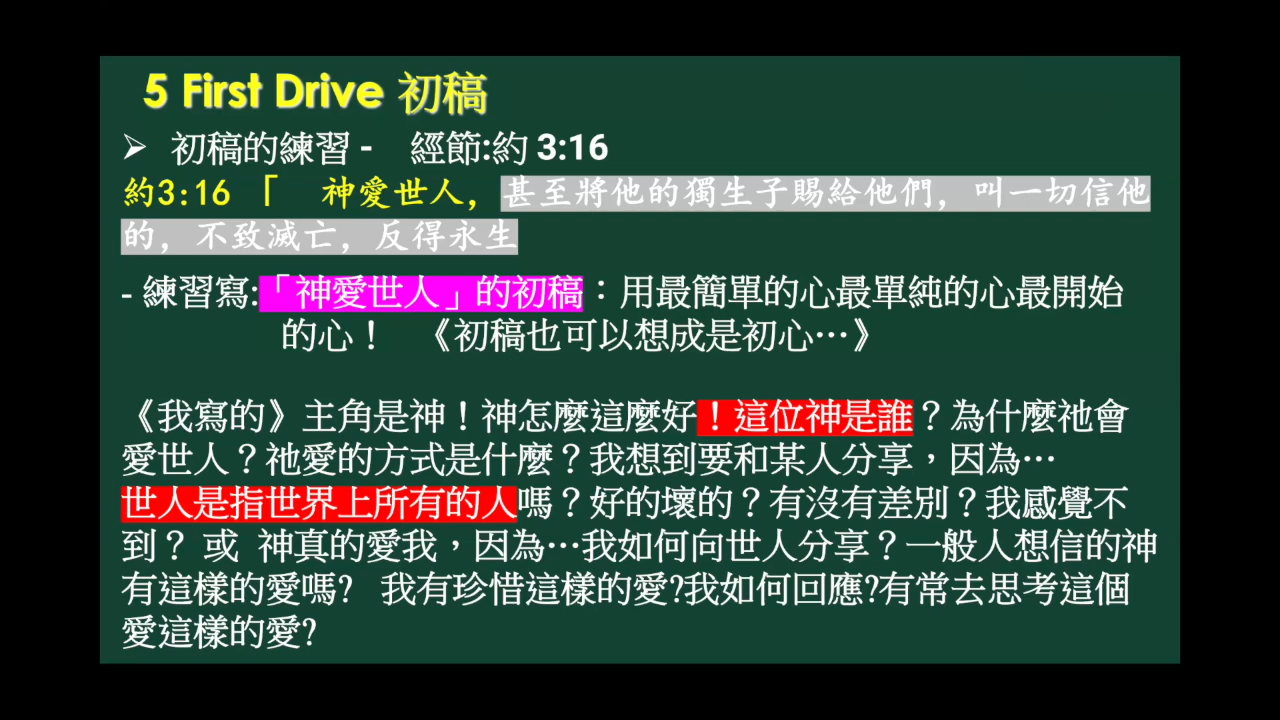 5 First Drive 初稿
➢ 初稿的練習 - 經節:約 3:16
約3:16 「 神愛世人, 甚至將他的獨生子賜給他們, 叫一切信他
的, 不致滅亡, 反得永生
- 練習寫:「神愛世人」的初稿：用最簡單的心最單純的心最開始
的心！ 《初稿也可以想成是初心…》
《我寫的》主角是神！神怎麼這麼好！這位神是誰？為什麼祂會
愛世人？祂愛的方式是什麼？我想到要和某人分享，因為…
世人是指世界上所有的人嗎？好的壞的？有沒有差別？我感覺不
到？ 或 神真的愛我，因為…我如何向世人分享？一般人想信的神
有這樣的愛嗎? 我有珍惜這樣的愛?我如何回應?有常去思考這個
愛這樣的愛?